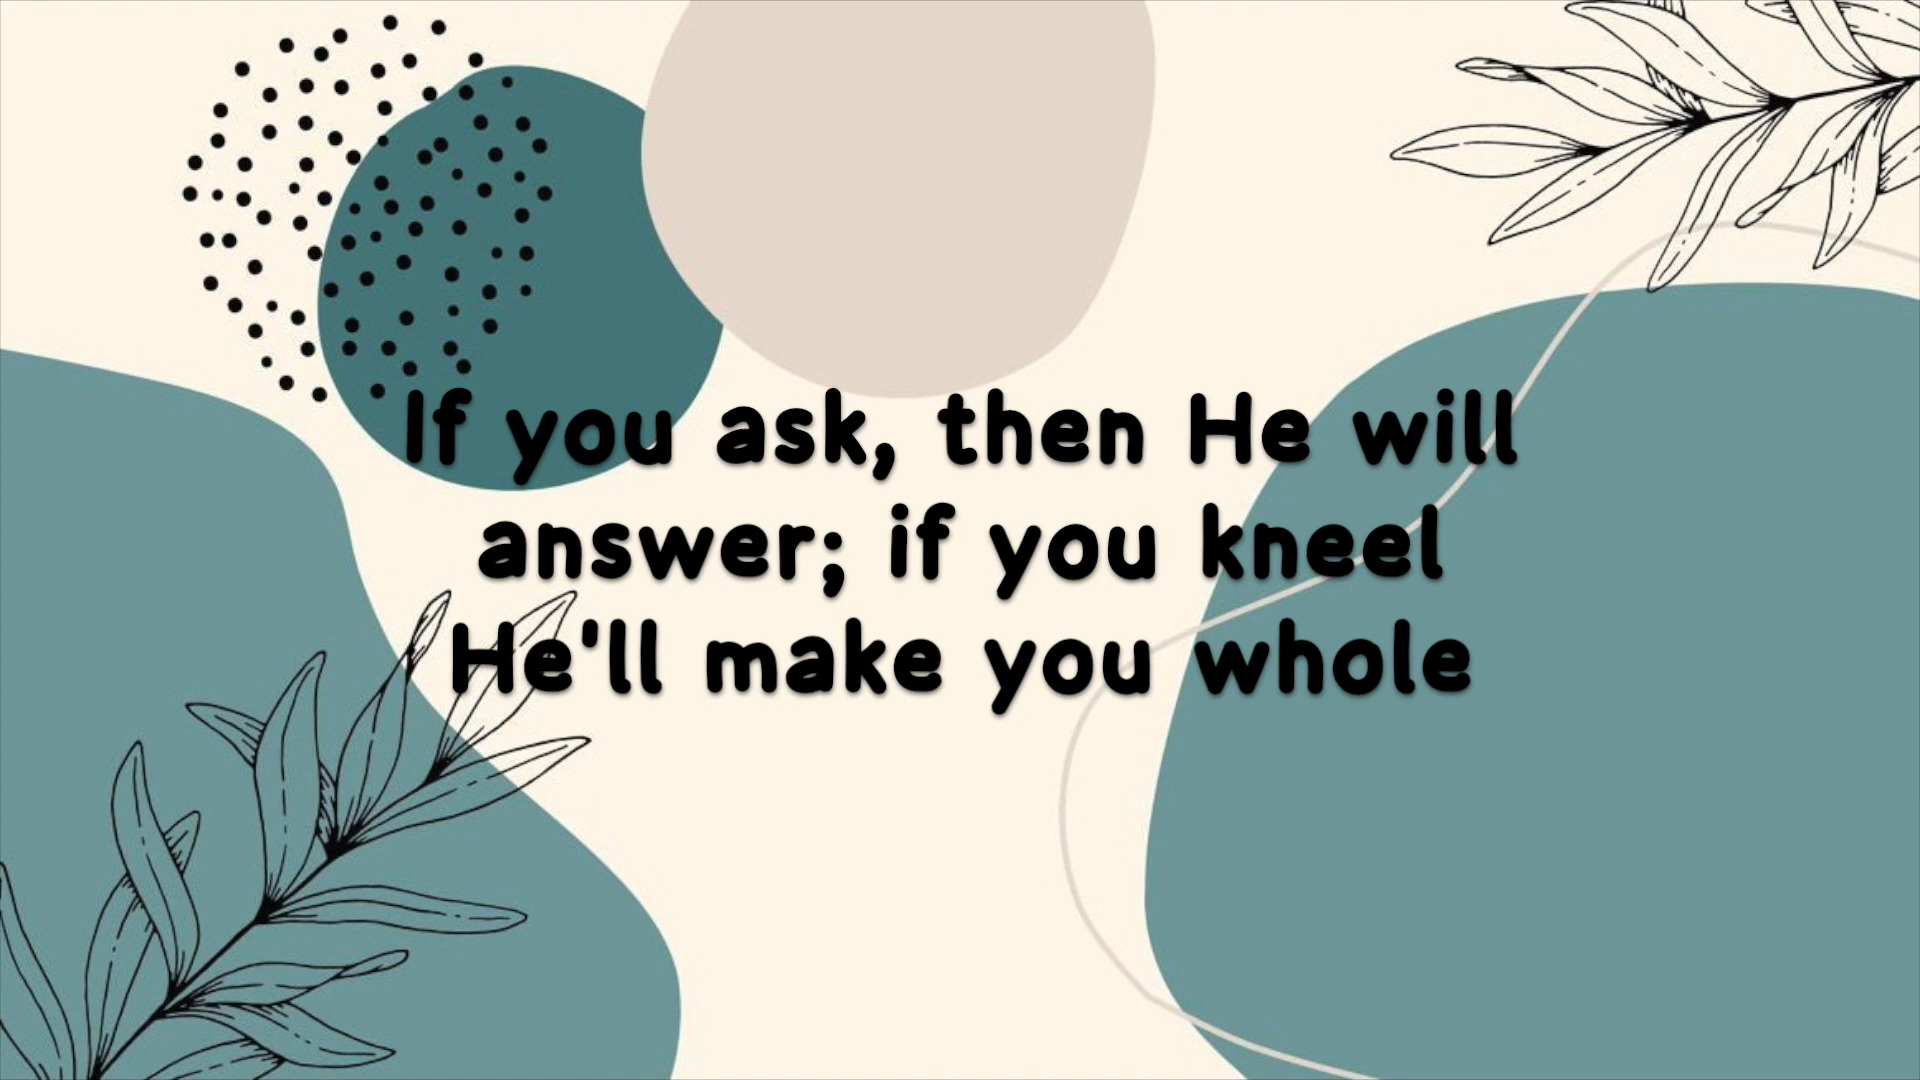 If you ask, then He will
answer; if you kneel
He'll make you whole